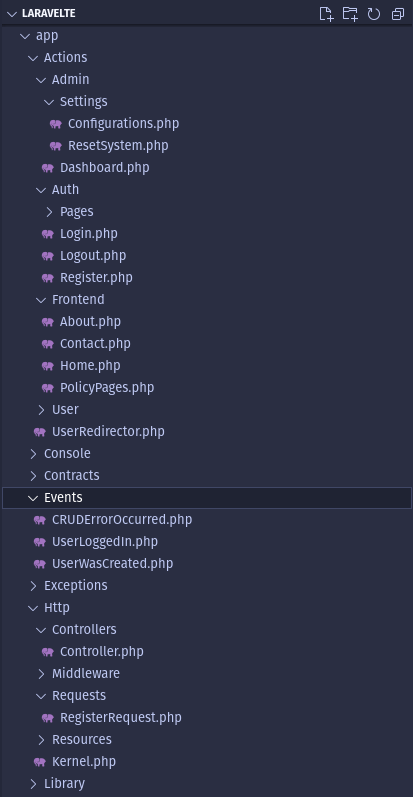 LARAVELTE
app
Actions
Admin
Settings
Configurations.php
ResetSystem.php
Dashboard.php
Auth
Pages
Login.php
Logout.php
Register.php
Frontend
About.php
Contact.php
Home.php
PolicyPages.php
User
UserRedirector.php
Console
Contracts
Events
CRUDErrorOccurred.php
UserLoggedIn.php
UserWasCreated.php
Exceptions
Http
Controllers
Controller.php
Middleware
Requests
RegisterRequest.php
Resources
Kernel.php
Library